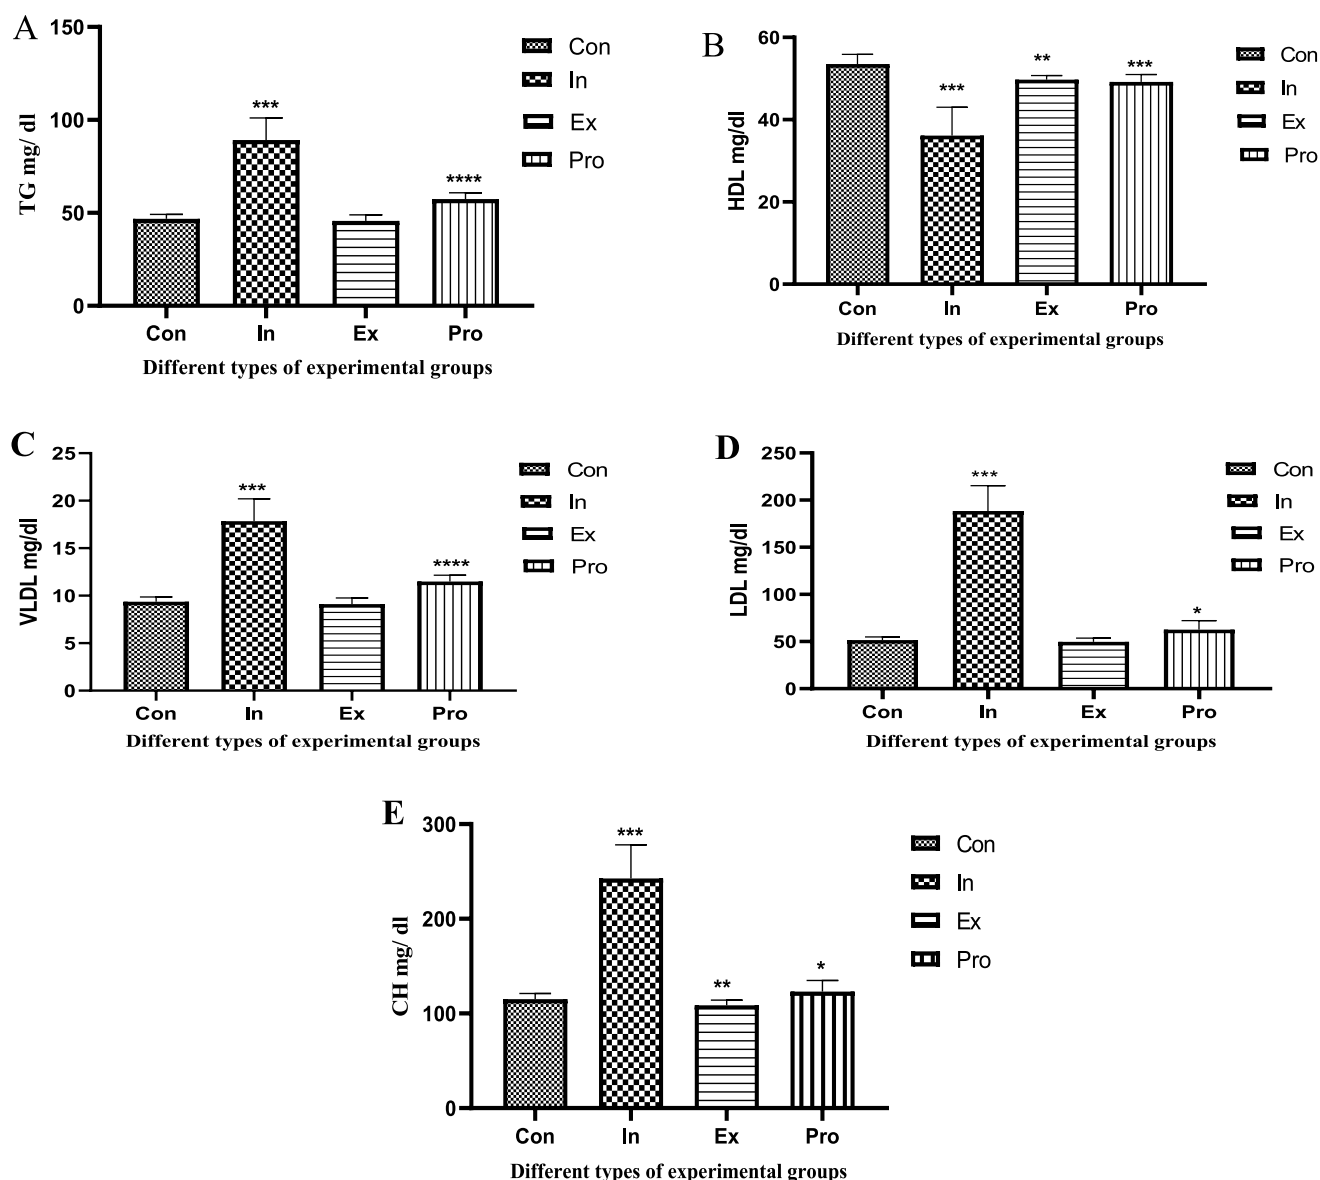 A
150
100
50
0
TG mg/ dl
***
****
Con
In
Ex
Pro
Different types of experimental groups
Con
In
Ex
Pro
B
60
40
20
0
HDL mg/dl
***
**
***
Con
In
Ex
Pro
Different types of experimental groups
Con
In
Ex
Pro
C
25
20
15
10
5
0
VLDL mg/dl
***
****
Con
In
Ex
Pro
Different types of experimental groups
Con
In
Ex
Pro
D
250
200
150
100
50
0
LDL mg/dl
***
*
Con
In
Ex
Pro
Different types of experimental groups
Con
In
Ex
Pro
E
300
200
100
0
CH mg/ dl
***
**
*
Con
In
Ex
Pro
Different types of experimental groups
Con
In
Ex
Pro